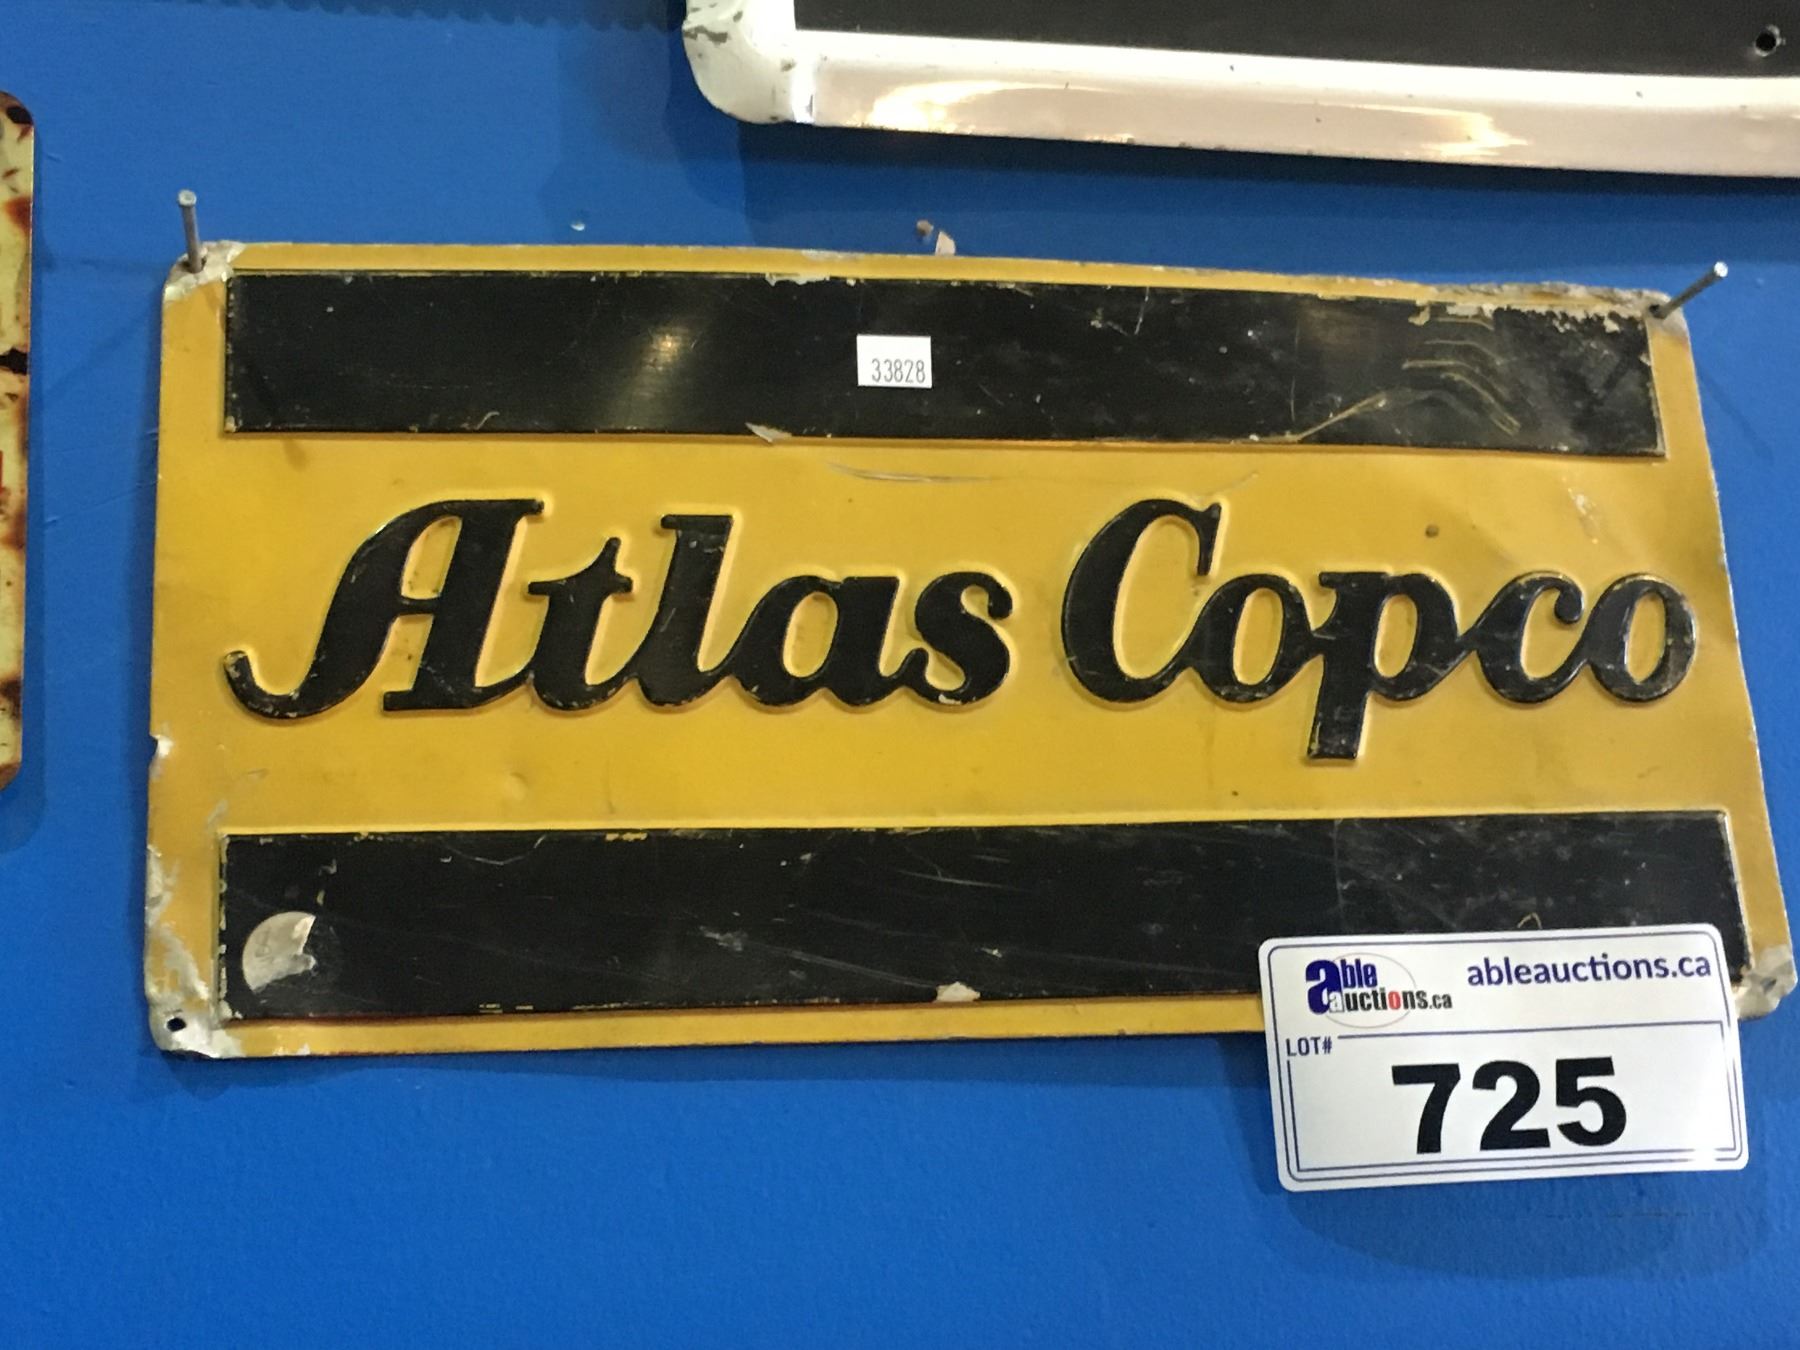 33828
Atlas Copco
able auctions.ca
ableauctions.ca
LOT#
725